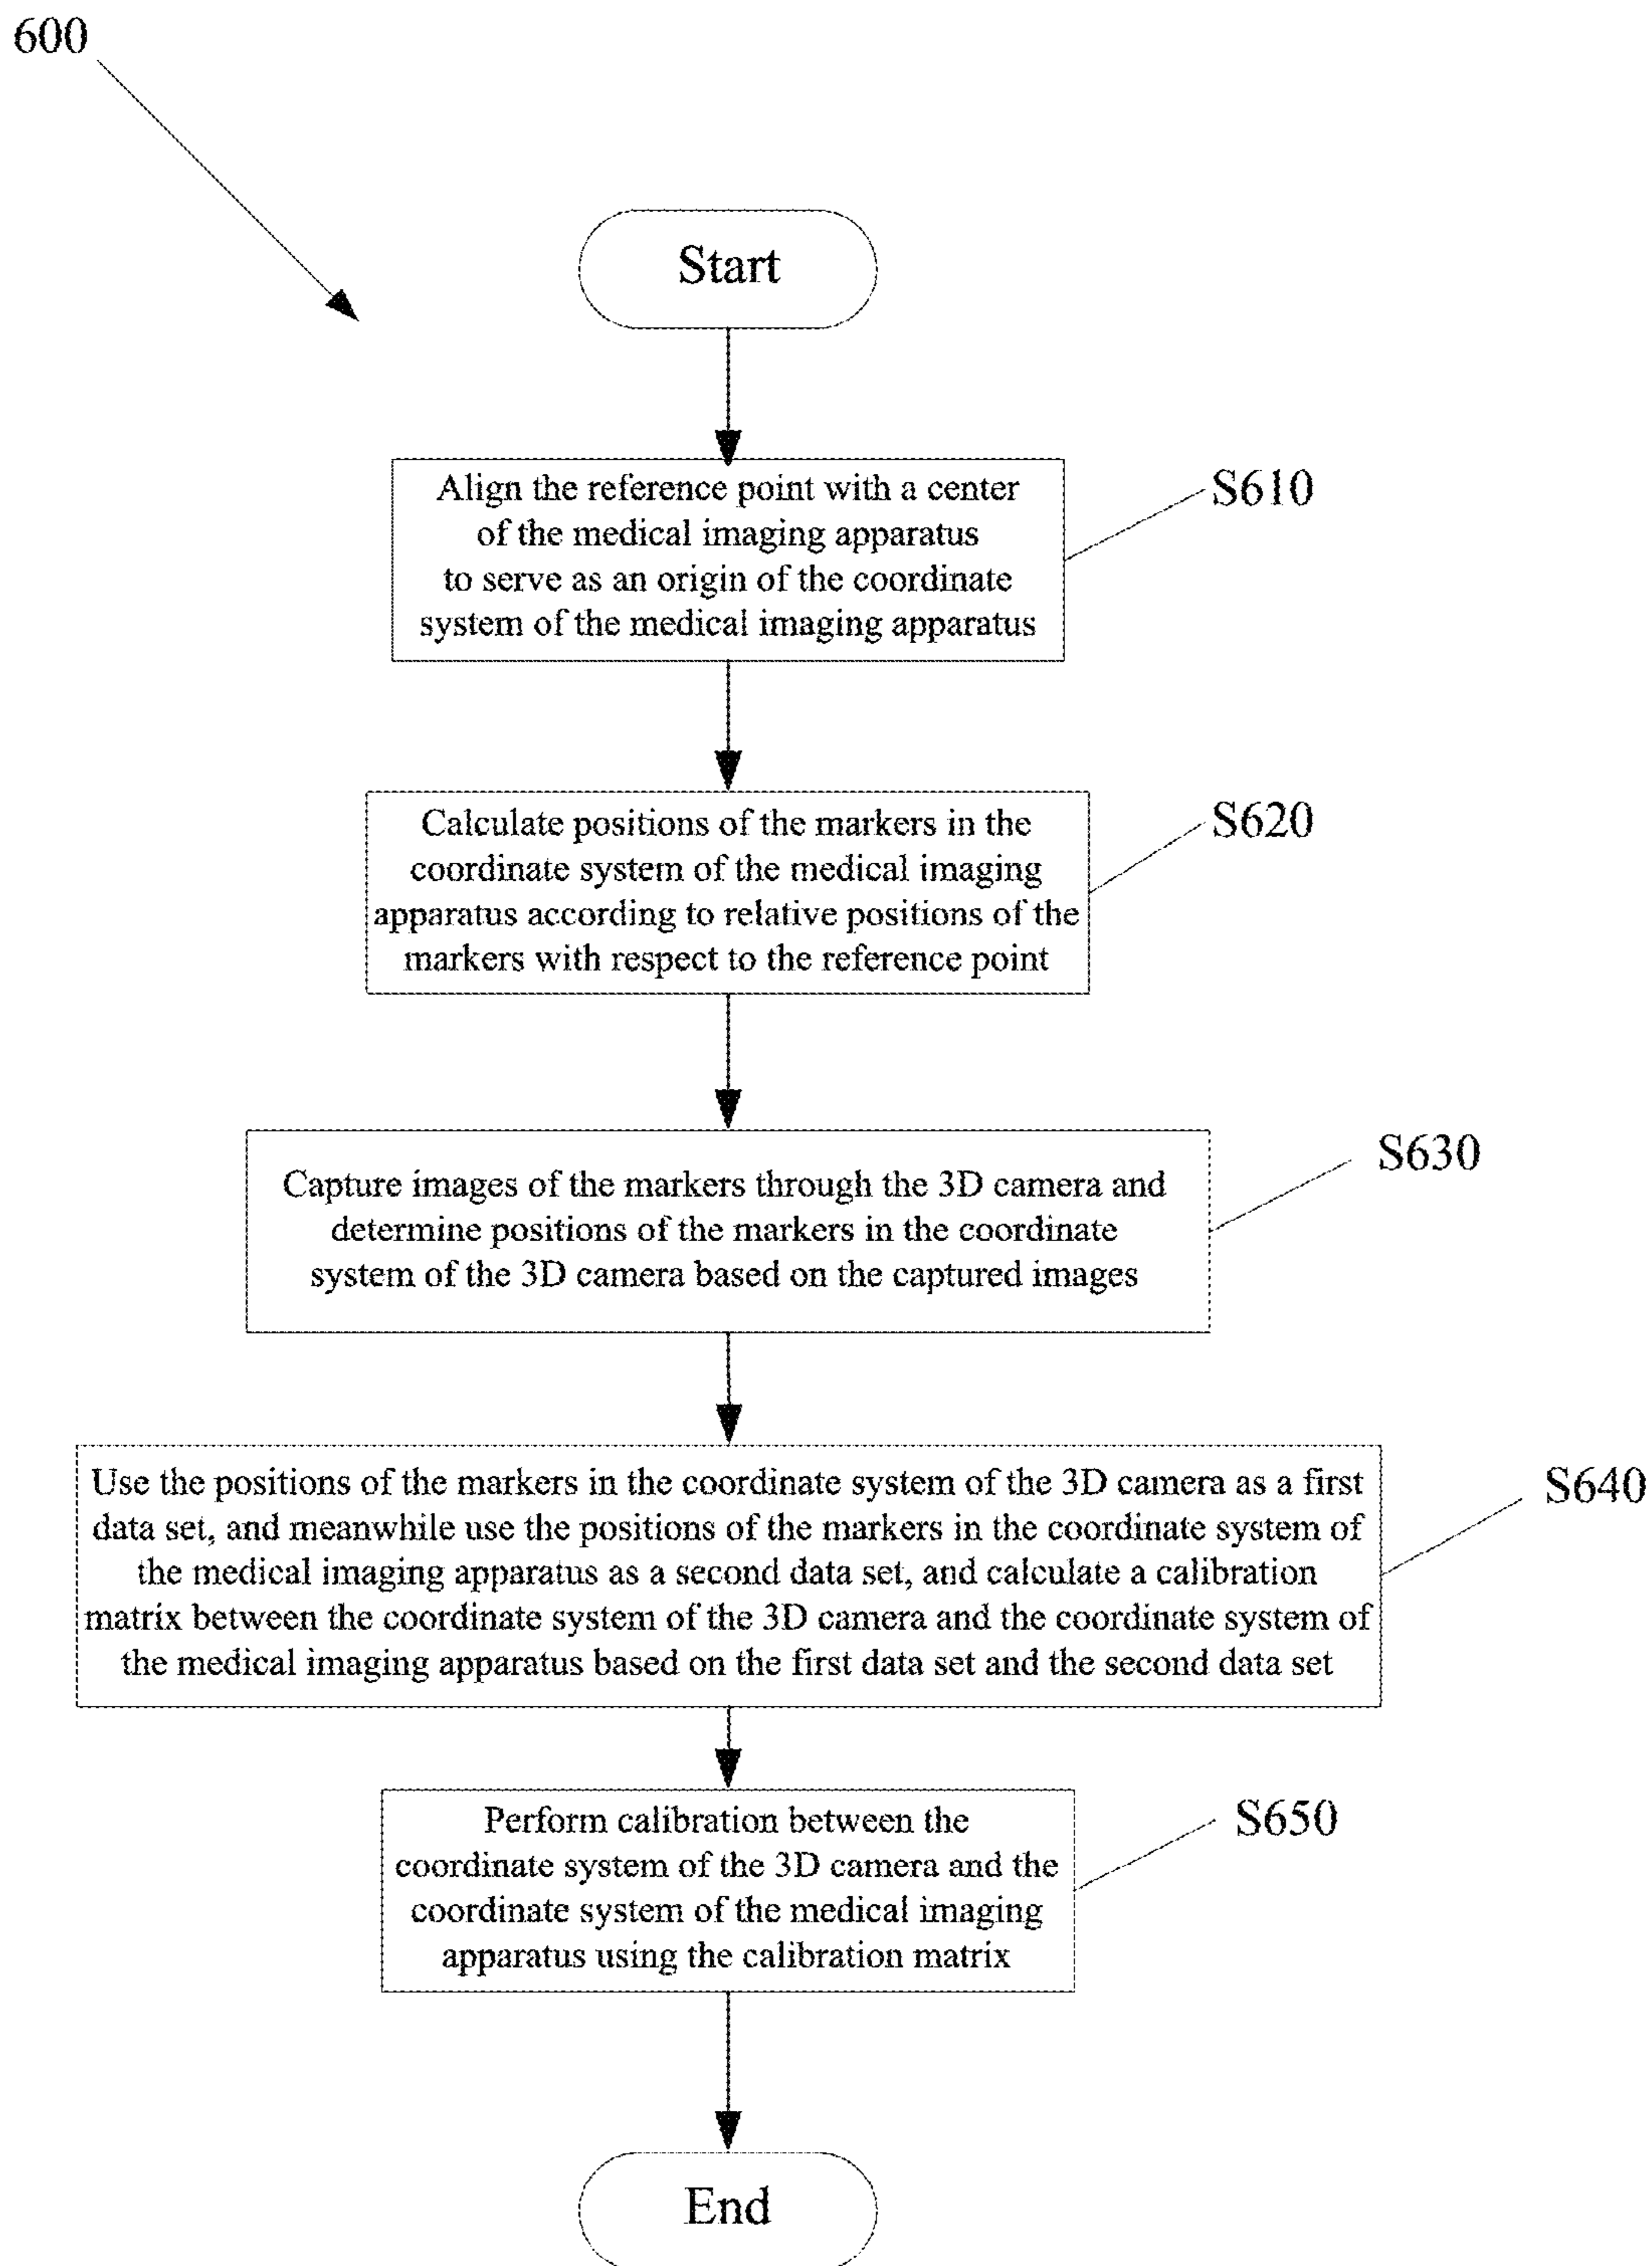 600
Start
Align the reference point with a center
of the medical imaging apparatus
to serve as an origin of the coordinate
system of the medical imaging apparatus
S610
Calculate positions of the markers in the
coordinate system of the medical imaging
apparatus according to relative positions of the
markers with respect to the reference point
S620
Capture images of the markers through the 3D camera and
determine positions of the markers in the coordinate
system of the 3D camera based on the captured images
S630
Use the positions of the markers in the coordinate system of the 3D camera as a first
data set, and meanwhile use the positions of the markers in the coordinate system of
the medical imaging apparatus as a second data set, and calculate a calibration
matrix between the coordinate system of the 3D camera and the coordinate system of
the medical imaging apparatus based on the first data set and the second data set
S640
Perform calibration between the
coordinate system of the 3D camera and the
coordinate system of the medical imaging
apparatus using the calibration matrix
S650
End